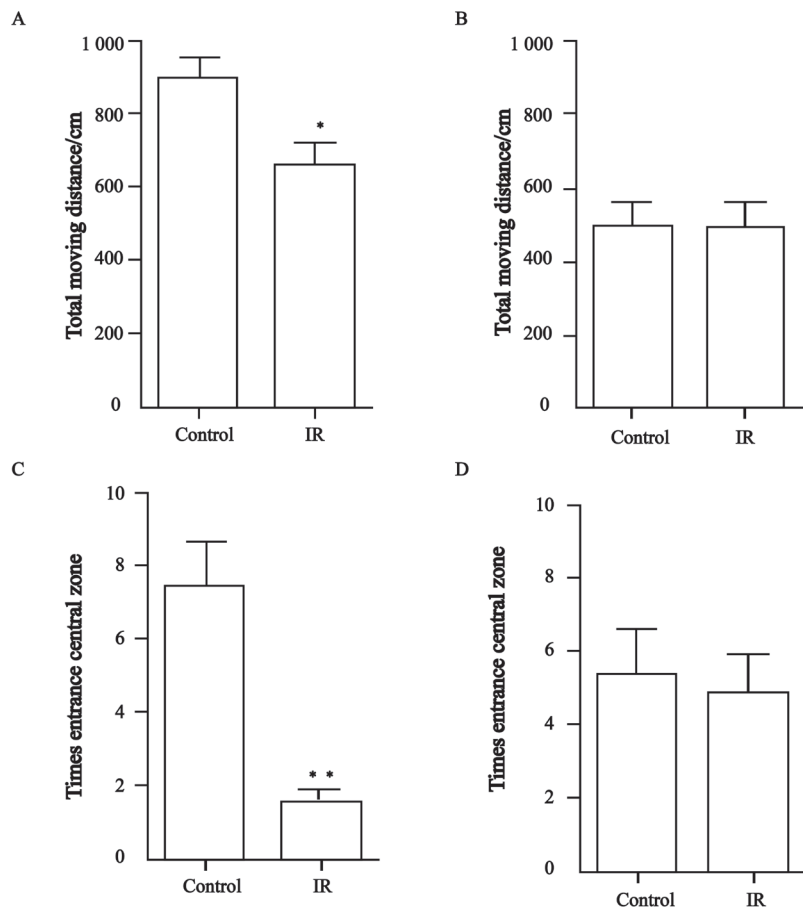 A
Total moving distance/cm
1 000
800
600
400
200
0
*
Control
IR
B
Total moving distance/cm
1 000
800
600
400
200
0
Control
IR
C
Times entrance central zone
10
8
6
4
2
0
* *
Control
IR
D
Times entrance central zone
10
8
6
4
2
0
Control
IR